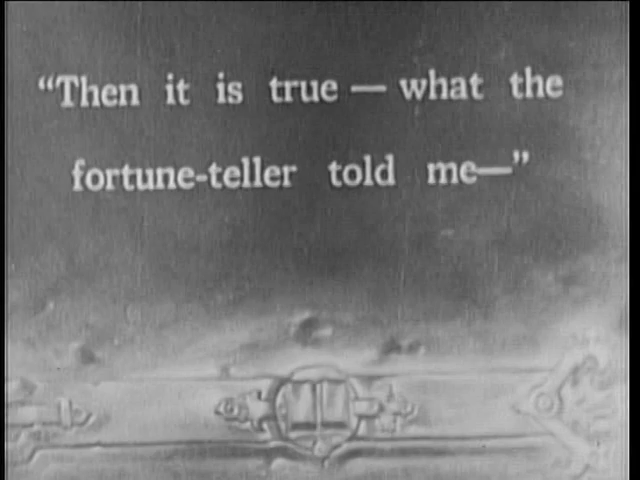 “Then it is true — what the
fortune-teller told me—”